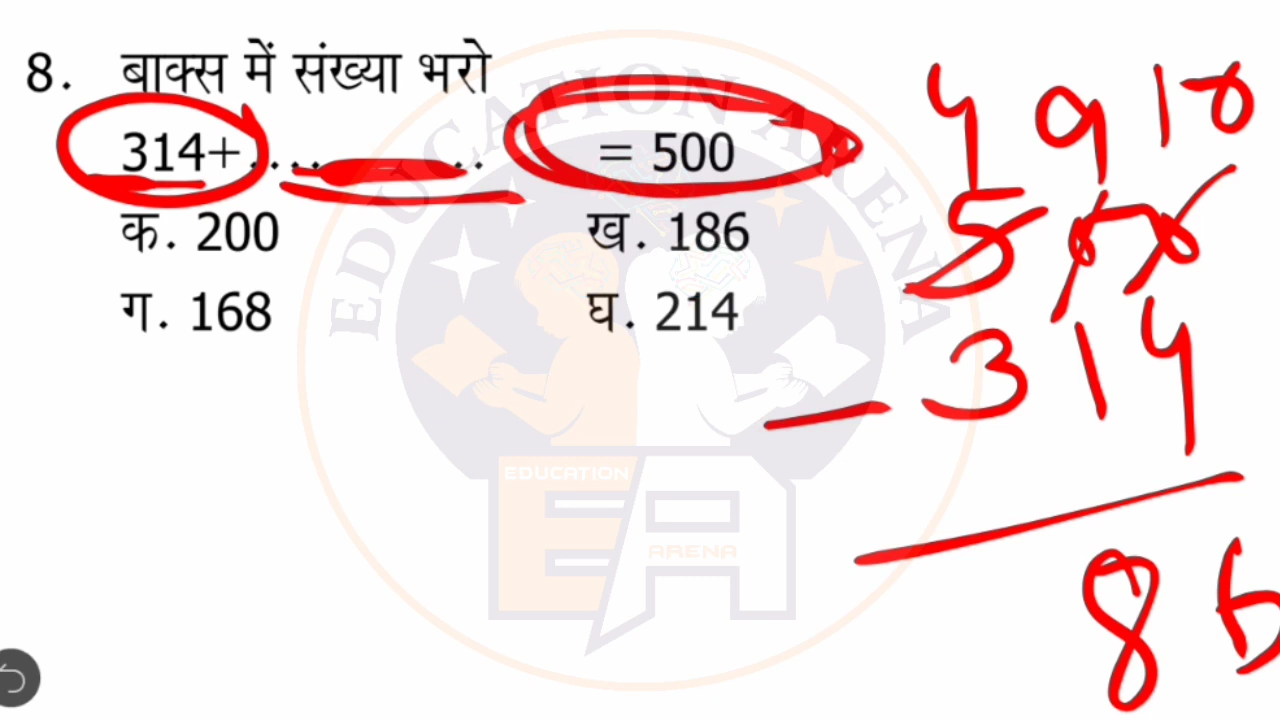 8. बाक्स में संख्या भरो
314+............... = 500
क. 200 ख. 186
ग. 168 घ. 214
4 9 10
5 0 0
- 3 1 4
8 6
EDUCATION ARENA
EDUCATION
EA
ARENA